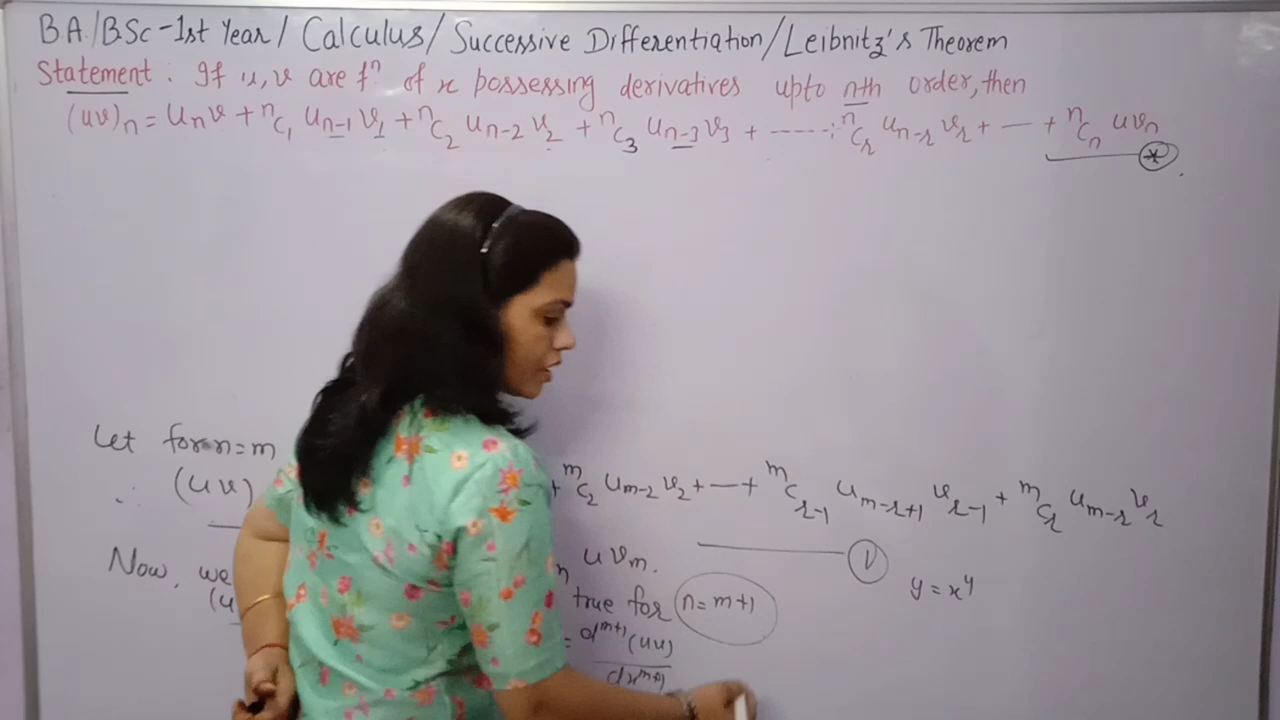 BA/BSc-1st Year/ Calculus/ Successive Differentiation/Leibnitz's Theorem
Statement : If u, v are fⁿ of x possessing derivatives upto nth order, then
(uv)ₙ = uₙv + ⁿC₁ uₙ₋₁ v₁ + ⁿC₂ uₙ₋₂ v₂ + ⁿC₃ uₙ₋₃ v₃ + -----+ ⁿCᵣ uₙ₋ᵣ vᵣ + — + ⁿCₙ uvₙ
*
Let for n=m
∴ (uv) + ᵐC₂ uₘ₋₂ v₂ + — + ᵐCᵣ₋₁ uₘ₋ᵣ₊₁ vᵣ₋₁ + ᵐCᵣ uₘ₋ᵣ vᵣ
u vₘ.
1
Now, we true for n=m+1
y = x⁴
(u = dᵐ⁺¹ (uv)
dxᵐ⁺¹